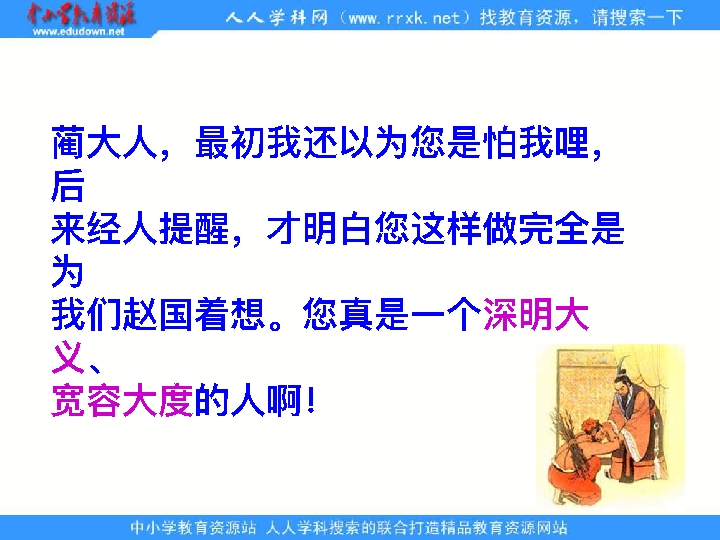 中小学教育资源
www.edudown.net
人人学科网（www.rrxk.net）找教育资源，请搜索一下
蔺大人，最初我还以为您是怕我哩，
后
来经人提醒，才明白您这样做完全是
为
我们赵国着想。您真是一个深明大
义、
宽容大度的人啊！
中小学教育资源站 人人学科搜索的联合打造精品教育资源网站